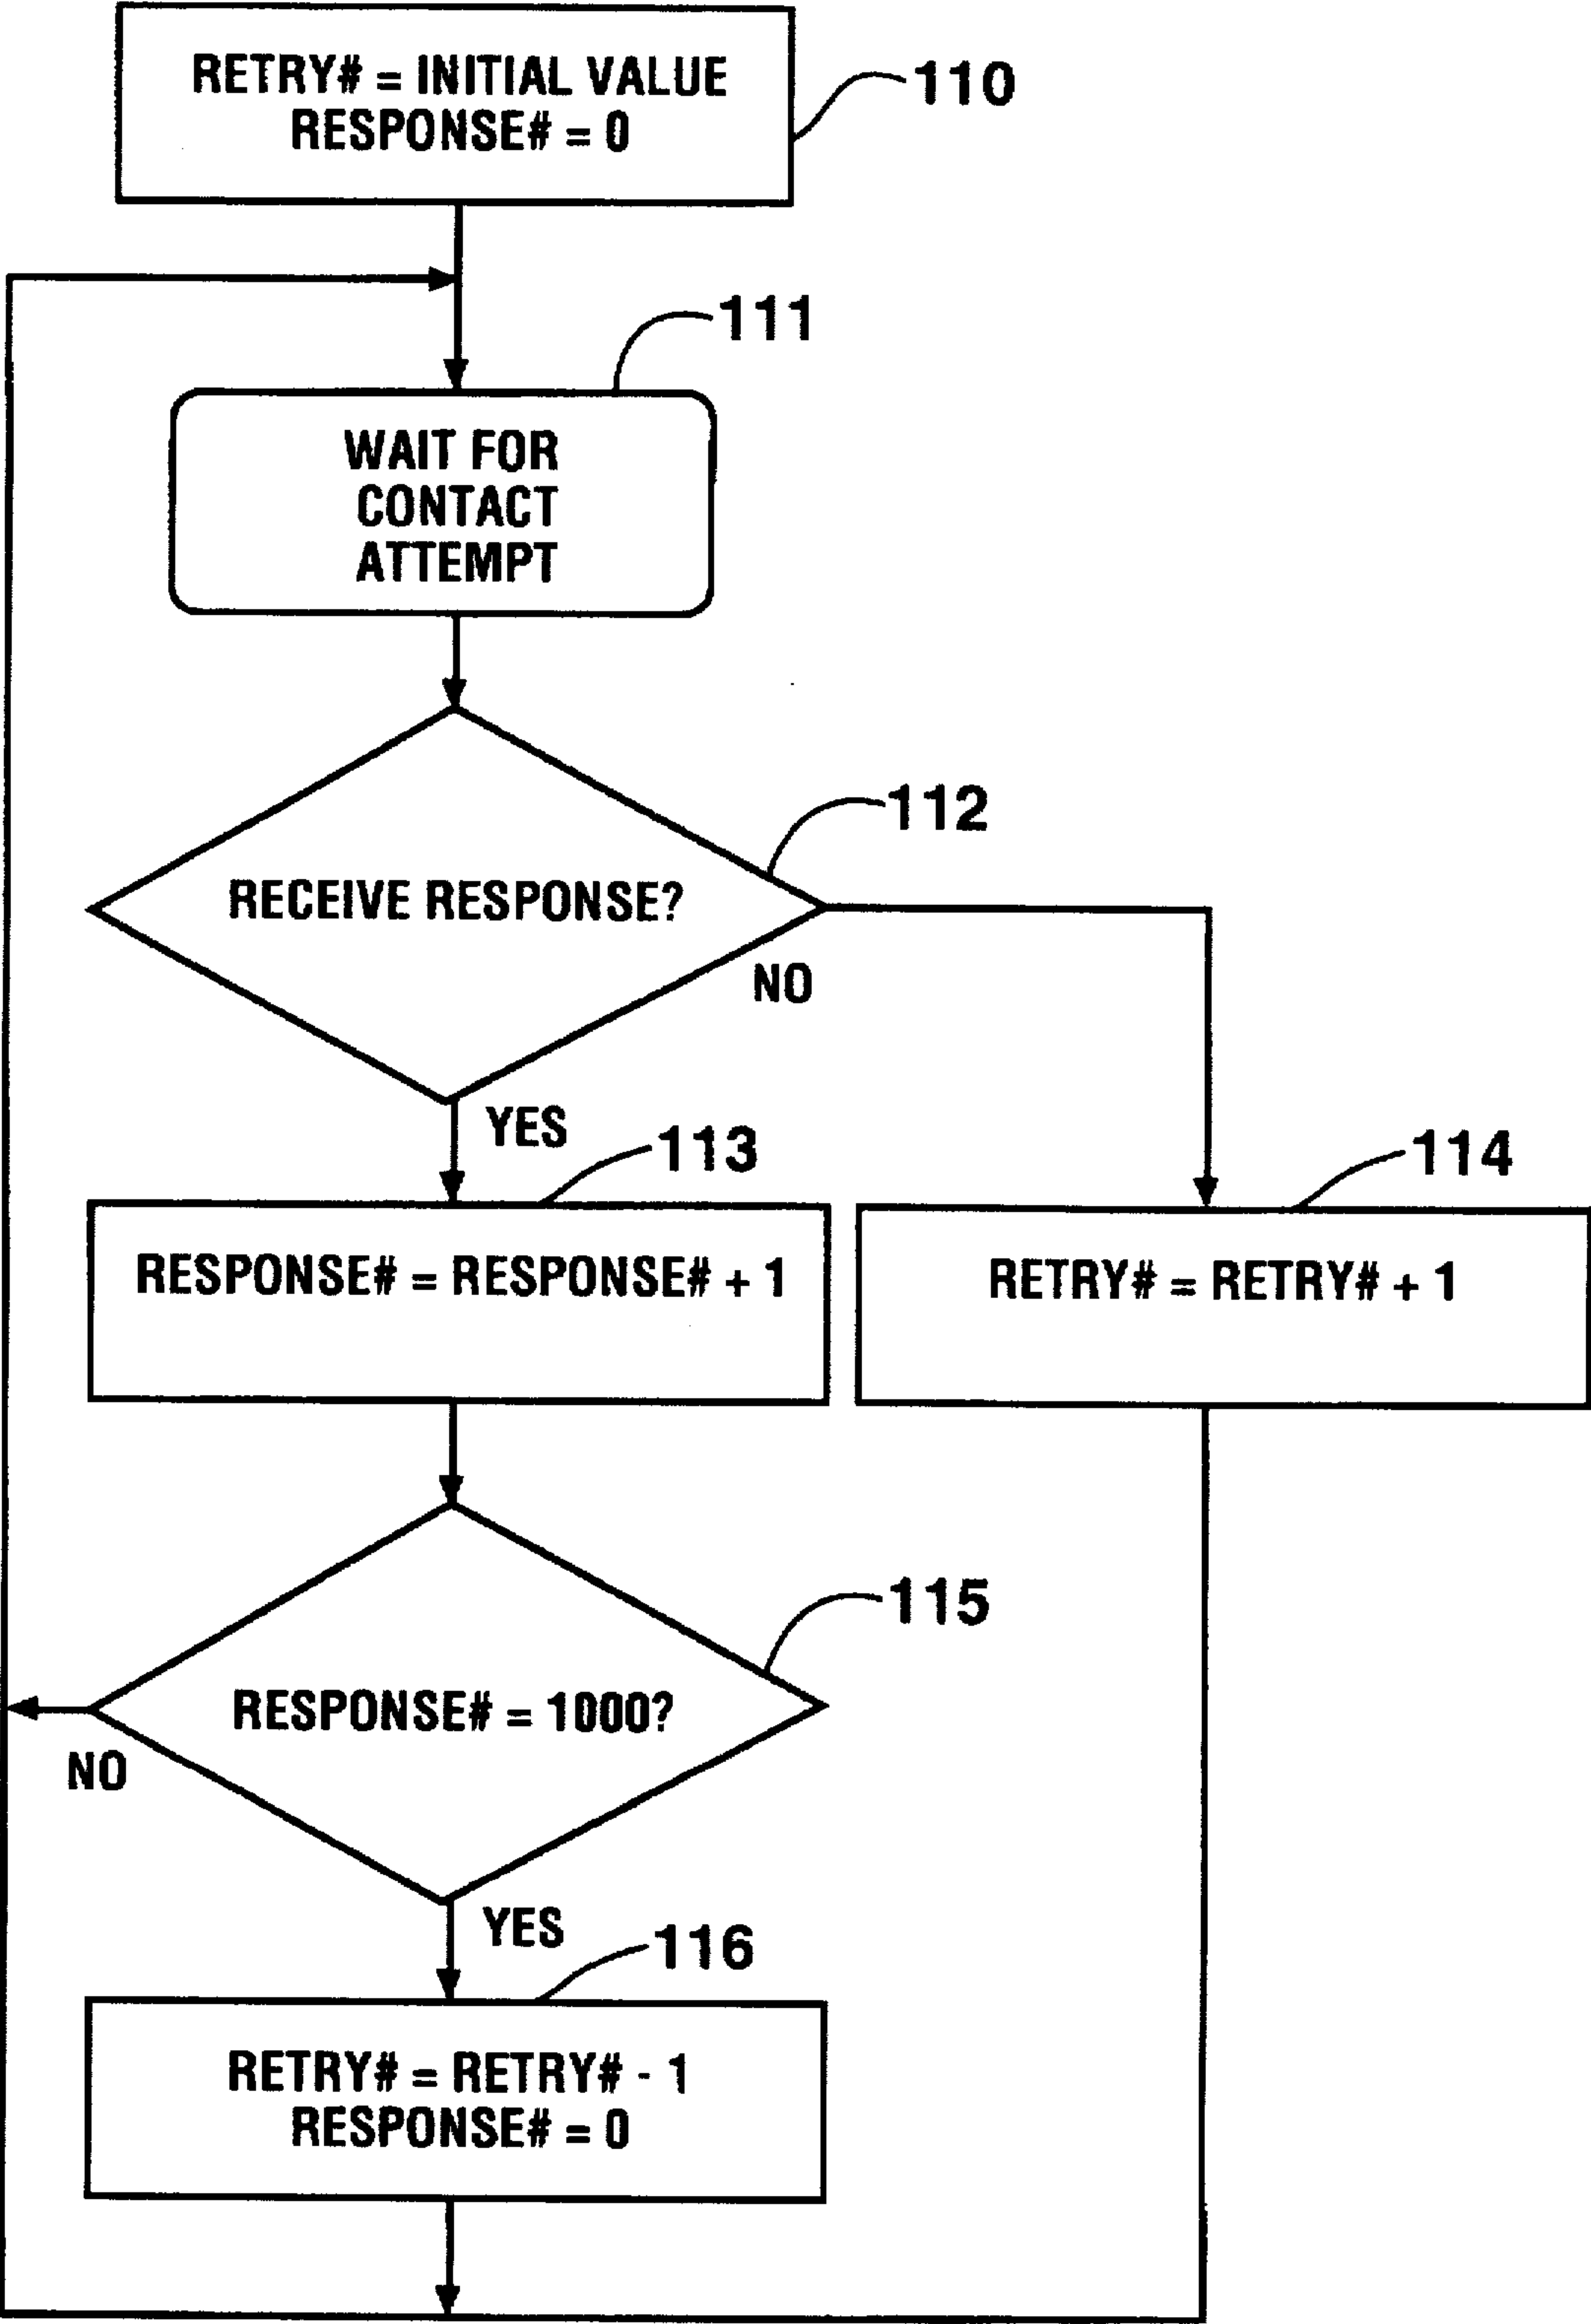 RETRY# = INITIAL VALUE
RESPONSE# = 0
110
111
WAIT FOR
CONTACT
ATTEMPT
112
RECEIVE RESPONSE?
NO
YES
113
114
RESPONSE# = RESPONSE# + 1
RETRY# = RETRY# + 1
115
RESPONSE# = 1000?
NO
YES
116
RETRY# = RETRY# - 1
RESPONSE# = 0